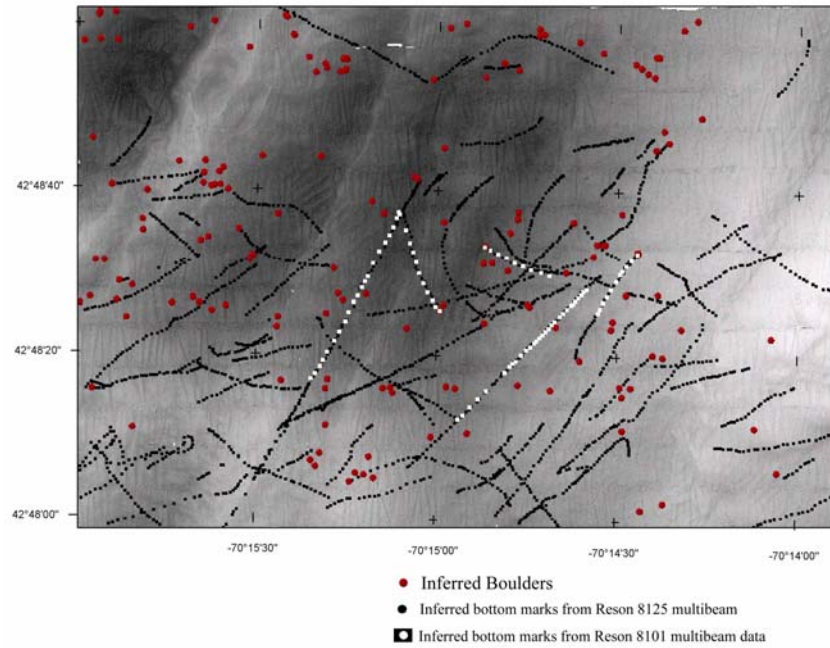 42°48'40"
42°48'20"
42°48'00"
-70°15'30"
-70°15'00"
-70°14'30"
-70°14'00"
Inferred Boulders
Inferred bottom marks from Reson 8125 multibeam
Inferred bottom marks from Reson 8101 multibeam data